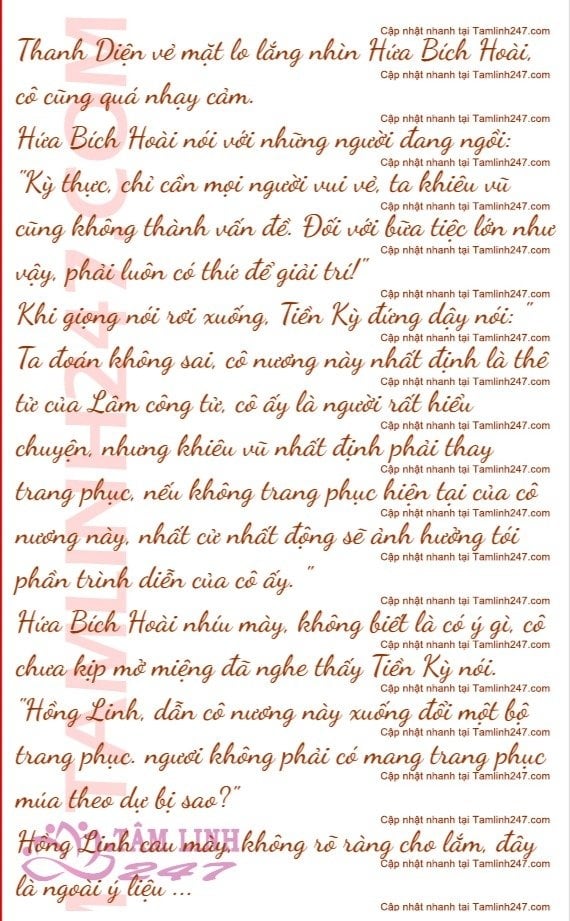 Cập nhật nhanh tại Tamlinh247.com
Thanh Diện vẻ mặt lo lắng nhìn Hứa Bích Hoài,
Cập nhật nhanh tại Tamlinh247.com
cô cũng quá nhạy cảm.
Cập nhật nhanh tại Tamlinh247.com
Hứa Bích Hoài nói với những người đang ngồi:
Cập nhật nhanh tại Tamlinh247.com
"Kỳ thực, chỉ cần mọi người vui vẻ, ta khiêu vũ
Cập nhật nhanh tại Tamlinh247.com
cũng không thành vấn đề. Đối với bữa tiệc lớn như
Cập nhật nhanh tại Tamlinh247.com
vậy, phải luôn có thứ để giải trí!"
Cập nhật nhanh tại Tamlinh247.com
Khi giọng nói rơi xuống, Tiền Kỳ đứng dậy nói: "
Cập nhật nhanh tại Tamlinh247.com
Ta đoán không sai, cô nương này nhất định là thê
Cập nhật nhanh tại Tamlinh247.com
tử của Lâm công tử, cô ấy là người rất hiểu
Cập nhật nhanh tại Tamlinh247.com
chuyện, nhưng khiêu vũ nhất định phải thay
Cập nhật nhanh tại Tamlinh247.com
trang phục, nếu không trang phục hiện tại của cô
Cập nhật nhanh tại Tamlinh247.com
nương này, nhất cử nhất động sẽ ảnh hưởng tói
Cập nhật nhanh tại Tamlinh247.com
phần trình diễn của cô ấy. "
Cập nhật nhanh tại Tamlinh247.com
Hứa Bích Hoài nhíu mày, không biết là có ý gì, cô
Cập nhật nhanh tại Tamlinh247.com
chưa kịp mở miệng đã nghe thấy Tiền Kỳ nói.
Cập nhật nhanh tại Tamlinh247.com
"Hồng Linh, dẫn cô nương này xuống đổi một bộ
Cập nhật nhanh tại Tamlinh247.com
trang phục. ngươi không phải có mang trang phục
Cập nhật nhanh tại Tamlinh247.com
múa theo dự bị sao?"
Cập nhật nhanh tại Tamlinh247.com
Hồng Linh cau mày, không rõ ràng cho lắm, đây
Cập nhật nhanh tại Tamlinh247.com
là ngoài ý liệu ...
Cập nhật nhanh tại Tamlinh247.com
TAMLINH247.COM
TÂM LINH
247